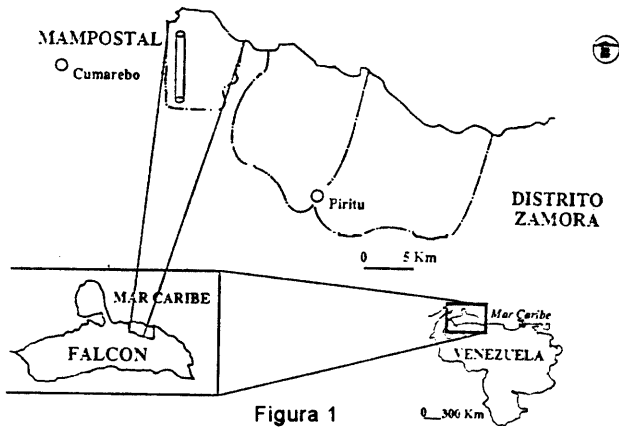 MAMPOSTAL
Cumarebo
Piritu
DISTRITO
ZAMORA
0 5 Km
MAR CARIBE
FALCON
Mar Caribe
VENEZUELA
0 300 Km
Figura 1